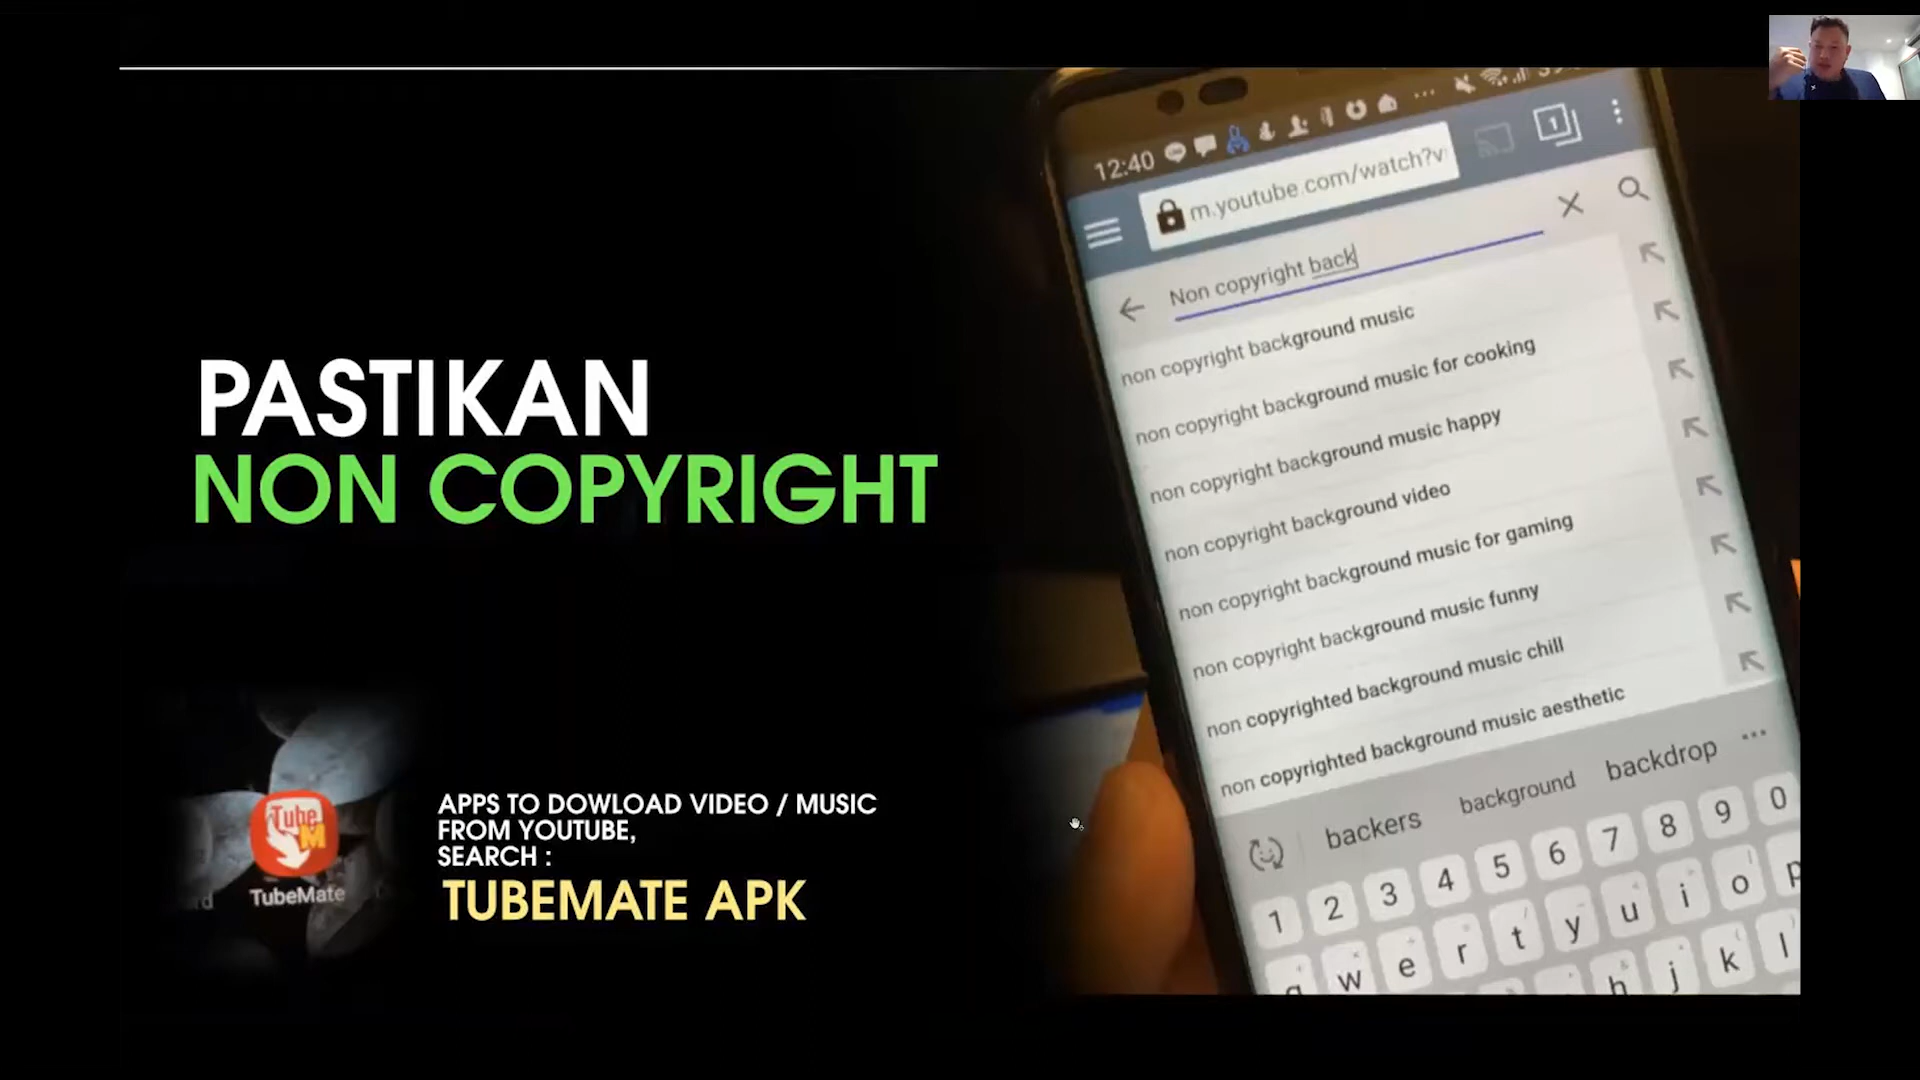 PASTIKAN
NON COPYRIGHT
TubeMate
APPS TO DOWLOAD VIDEO / MUSIC
FROM YOUTUBE,
SEARCH :
TUBEMATE APK
12:40
m.youtube.com/watch?v
1
Non copyright back
non copyright background music
non copyright background music for cooking
non copyright background music happy
non copyright background video
non copyright background music for gaming
non copyright background music funny
non copyrighted background music chill
non copyrighted background music aesthetic
backers background backdrop
1 2 3 4 5 6 7 8 9 0
q w e r t y u i o p
h j k l